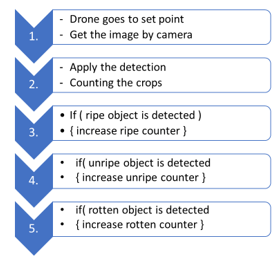 1.
- Drone goes to set point
- Get the image by camera
2.
- Apply the detection
- Counting the crops
3.
• If ( ripe object is detected )
• { increase ripe counter }
4.
• if( unripe object is detected
• { increase unripe counter }
5.
• if( rotten object is detected
• { increase rotten counter }